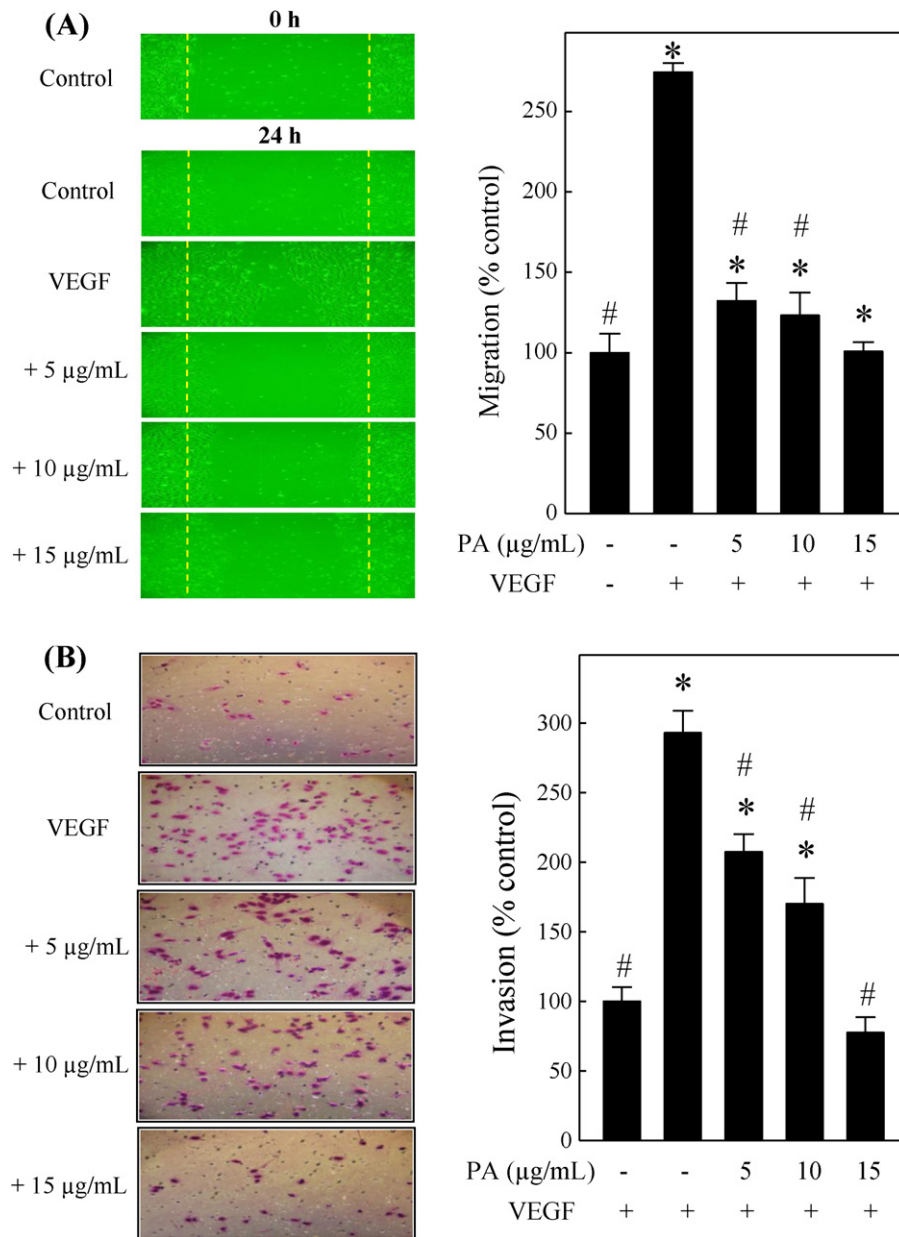 (A)
0 h
Control
24 h
Control
VEGF
+ 5 µg/mL
+ 10 µg/mL
+ 15 µg/mL
Migration (% control)
250
200
150
100
50
0
*
#
#
#
*
*
*
PA (µg/mL) - - 5 10 15
VEGF - + + + +
(B)
Control
VEGF
+ 5 µg/mL
+ 10 µg/mL
+ 15 µg/mL
Invasion (% control)
300
250
200
150
100
50
0
*
#
*
#
*
#
#
PA (µg/mL) - - 5 10 15
VEGF + + + + +